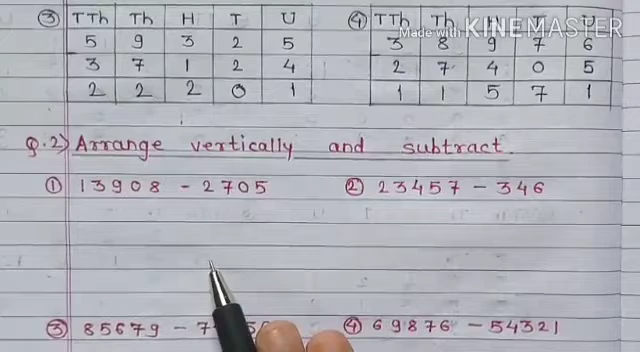 ③ TTh Th H T U ④ TTh Th H U
5 9 3 2 5 3 8 9 7 6
- 3 7 1 2 4 - 2 7 4 0 5
2 2 2 0 1 1 1 5 7 1
Made with KINEMASTER
Q.2) Arrange vertically and subtract.
① 13908 - 2705 ② 23457 - 346
③ 85679 - 7 ④ 69876 - 54321